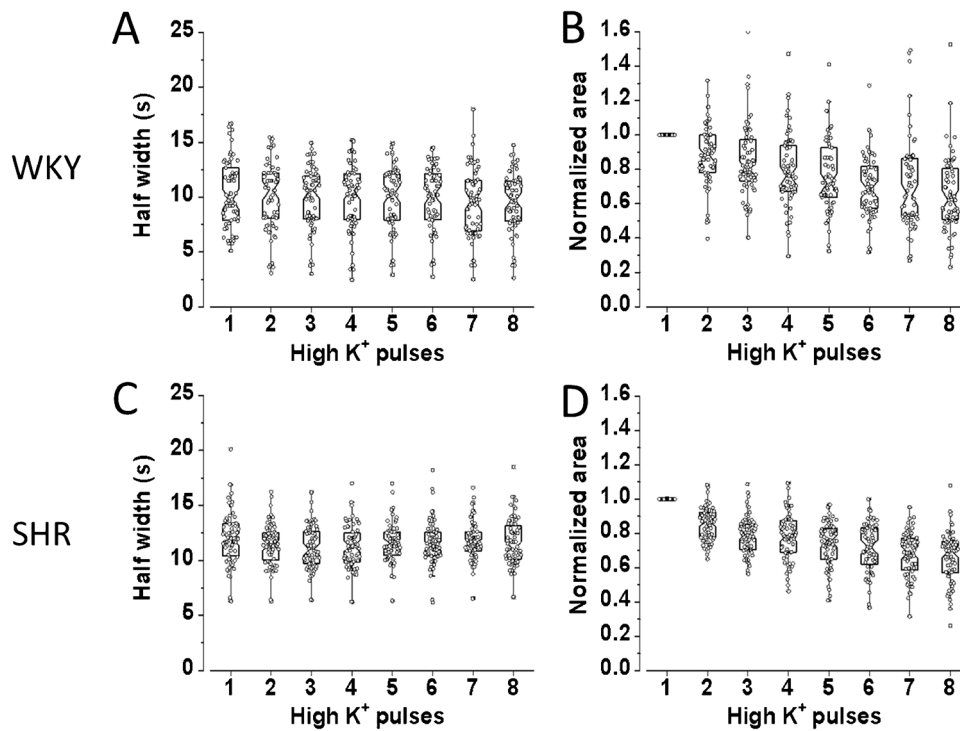 A
B
WKY
Half width (s)
25
20
15
10
5
0
1 2 3 4 5 6 7 8
High K⁺ pulses
Normalized area
1.6
1.4
1.2
1.0
0.8
0.6
0.4
0.2
0.0
1 2 3 4 5 6 7 8
High K⁺ pulses
C
D
SHR
Half width (s)
25
20
15
10
5
0
1 2 3 4 5 6 7 8
High K⁺ pulses
Normalized area
1.6
1.4
1.2
1.0
0.8
0.6
0.4
0.2
0.0
1 2 3 4 5 6 7 8
High K⁺ pulses